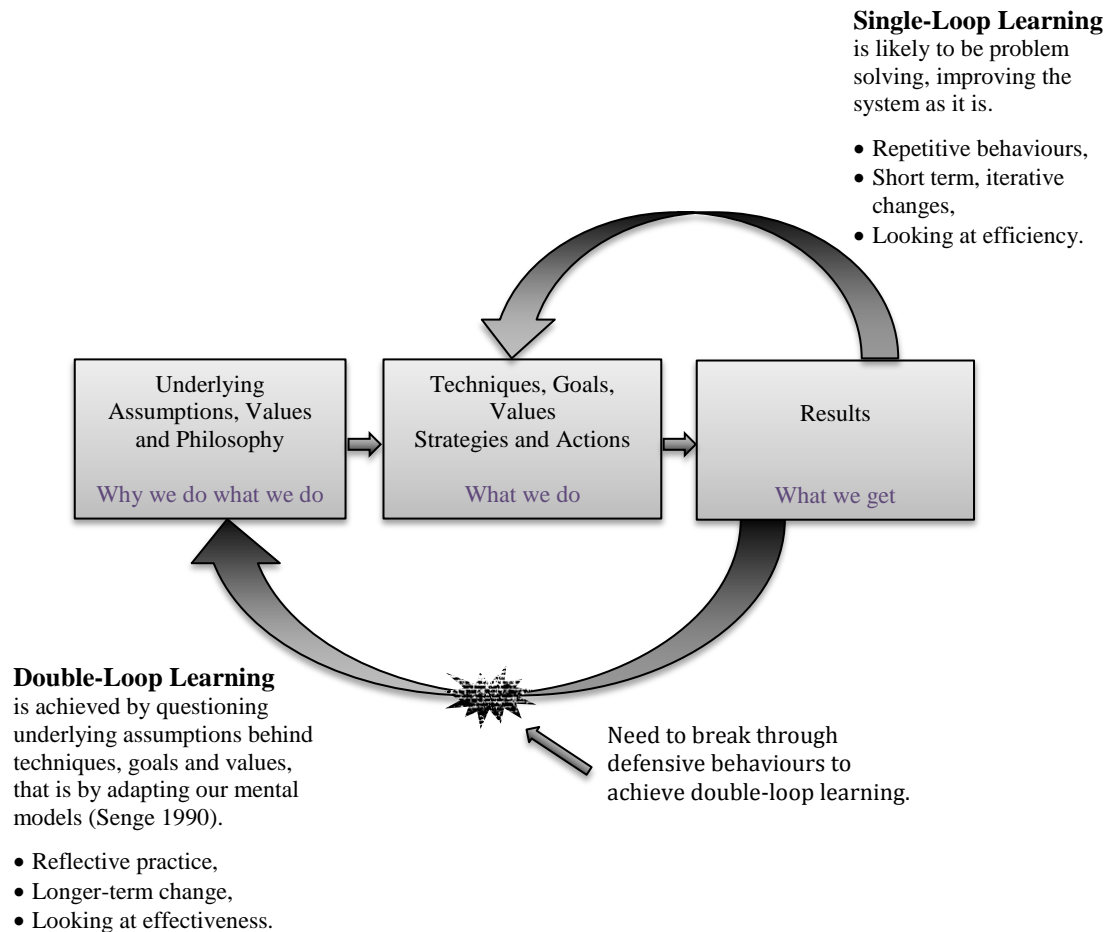 Single-Loop Learning
is likely to be problem
solving, improving the
system as it is.
• Repetitive behaviours,
• Short term, iterative
changes,
• Looking at efficiency.
Underlying
Assumptions, Values
and Philosophy
Why we do what we do
Techniques, Goals,
Values
Strategies and Actions
What we do
Results
What we get
Double-Loop Learning
is achieved by questioning
underlying assumptions behind
techniques, goals and values,
that is by adapting our mental
models (Senge 1990).
• Reflective practice,
• Longer-term change,
• Looking at effectiveness.
Need to break through
defensive behaviours to
achieve double-loop learning.